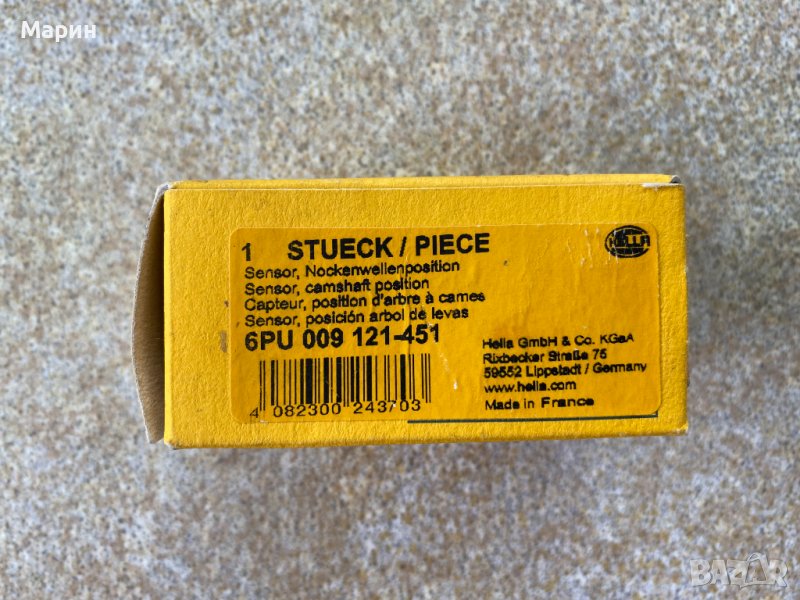 Марин
1 STUECK / PIECE
HELLA
Sensor, Nockenwellenposition
Sensor, camshaft position
Capteur, position d'arbre à cames
Sensor, posición arbol de levas
6PU 009 121-451
4 082300 243703
Hella GmbH & Co. KGaA
Rixbecker Straße 75
59552 Lippstadt / Germany
www.hella.com
Made in France
BAZAR